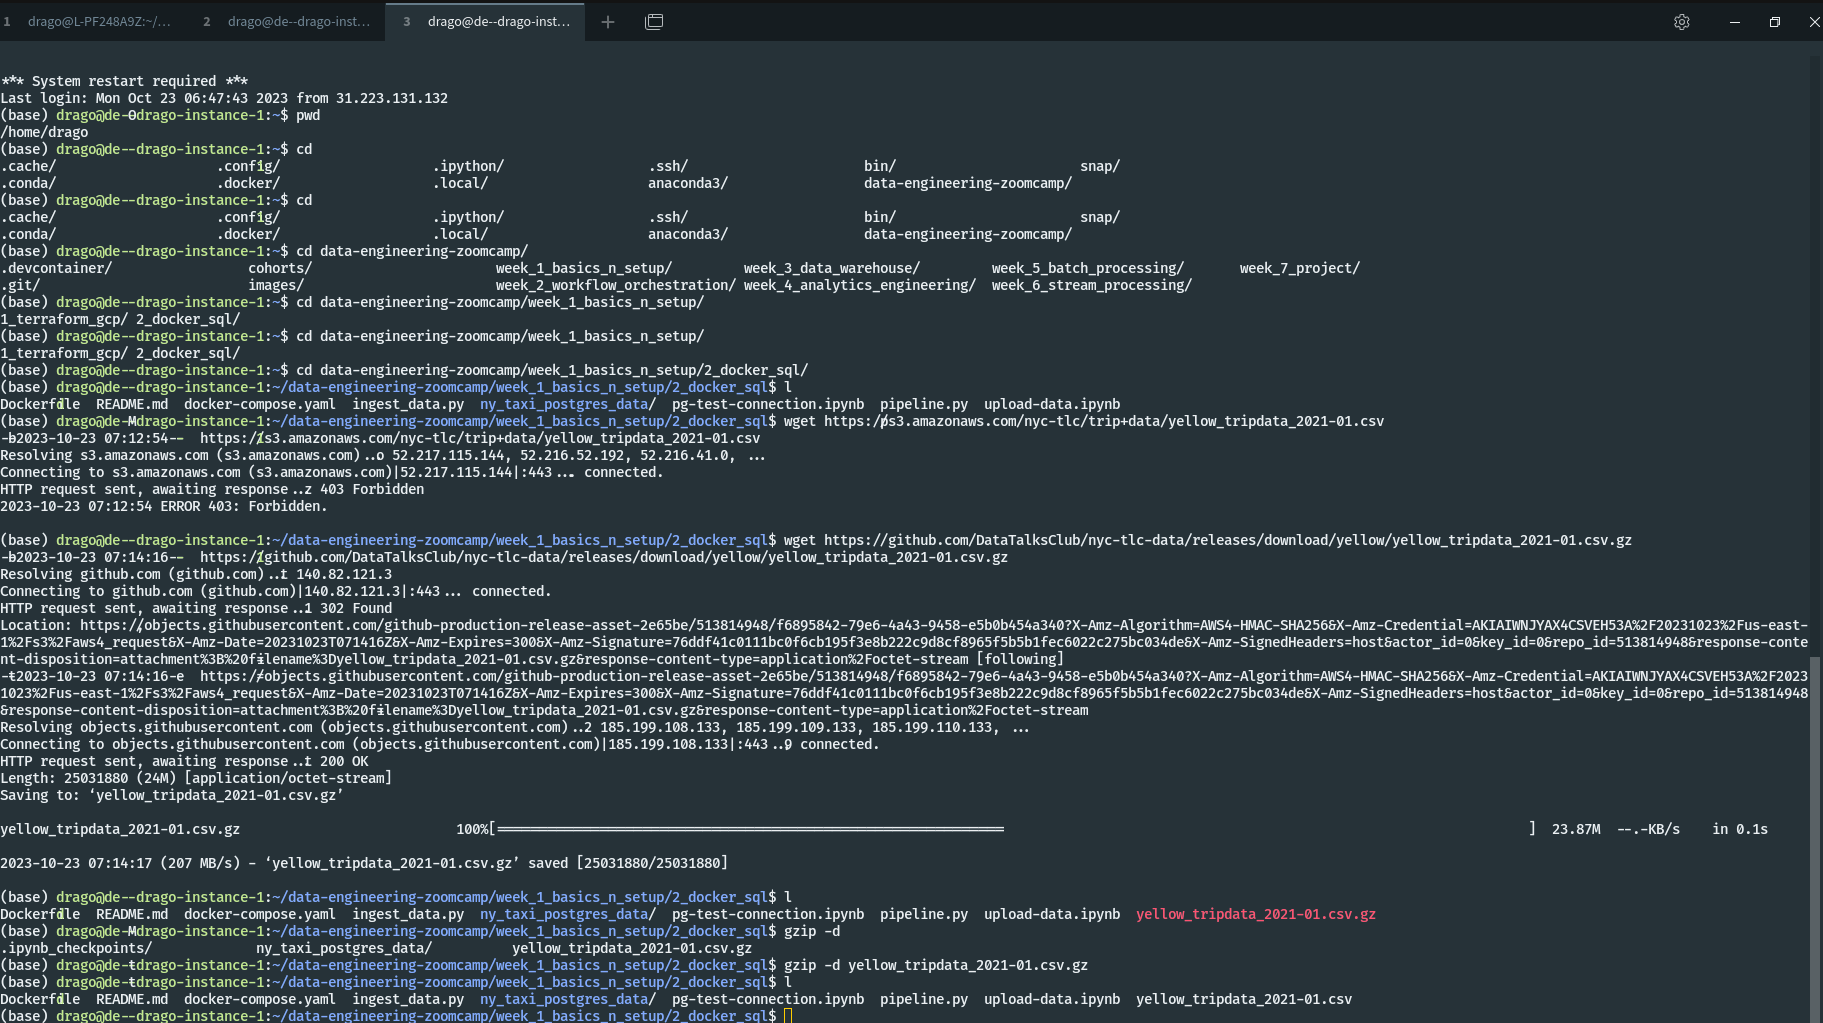 1 drago@L-PF248A9Z:~/... 2 drago@de--drago-inst... 3 drago@de--drago-inst...
*** System restart required ***
Last login: Mon Oct 23 06:47:43 2023 from 31.223.131.132
(base) drago@de-0drago-instance-1:~$ pwd
/home/drago
(base) drago@de--drago-instance-1:~$ cd
.cache/ .config/ .ipython/ .ssh/ bin/ snap/
.conda/ .docker/ .local/ anaconda3/ data-engineering-zoomcamp/
(base) drago@de--drago-instance-1:~$ cd
.cache/ .config/ .ipython/ .ssh/ bin/ snap/
.conda/ .docker/ .local/ anaconda3/ data-engineering-zoomcamp/
(base) drago@de--drago-instance-1:~$ cd data-engineering-zoomcamp/
.devcontainer/ cohorts/ week_1_basics_n_setup/ week_3_data_warehouse/ week_5_batch_processing/ week_7_project/
.git/ images/ week_2_workflow_orchestration/ week_4_analytics_engineering/ week_6_stream_processing/
(base) drago@de--drago-instance-1:~$ cd data-engineering-zoomcamp/week_1_basics_n_setup/
1_terraform_gcp/ 2_docker_sql/
(base) drago@de--drago-instance-1:~$ cd data-engineering-zoomcamp/week_1_basics_n_setup/
1_terraform_gcp/ 2_docker_sql/
(base) drago@de--drago-instance-1:~$ cd data-engineering-zoomcamp/week_1_basics_n_setup/2_docker_sql/
(base) drago@de--drago-instance-1:~/data-engineering-zoomcamp/week_1_basics_n_setup/2_docker_sql$ l
Dockerfile README.md docker-compose.yaml ingest_data.py ny_taxi_postgres_data/ pg-test-connection.ipynb pipeline.py upload-data.ipynb
(base) drago@de-Mdrago-instance-1:~/data-engineering-zoomcamp/week_1_basics_n_setup/2_docker_sql$ wget https://s3.amazonaws.com/nyc-tlc/trip+data/yellow_tripdata_2021-01.csv
--2023-10-23 07:12:54-- https://s3.amazonaws.com/nyc-tlc/trip+data/yellow_tripdata_2021-01.csv
Resolving s3.amazonaws.com (s3.amazonaws.com)..o 52.217.115.144, 52.216.52.192, 52.216.41.0, ...
Connecting to s3.amazonaws.com (s3.amazonaws.com)|52.217.115.144|:443... connected.
HTTP request sent, awaiting response..z 403 Forbidden
2023-10-23 07:12:54 ERROR 403: Forbidden.
(base) drago@de--drago-instance-1:~/data-engineering-zoomcamp/week_1_basics_n_setup/2_docker_sql$ wget https://github.com/DataTalksClub/nyc-tlc-data/releases/download/yellow/yellow_tripdata_2021-01.csv.gz
--2023-10-23 07:14:16-- https://github.com/DataTalksClub/nyc-tlc-data/releases/download/yellow/yellow_tripdata_2021-01.csv.gz
Resolving github.com (github.com)..t 140.82.121.3
Connecting to github.com (github.com)|140.82.121.3|:443... connected.
HTTP request sent, awaiting response..1 302 Found
Location: https://objects.githubusercontent.com/github-production-release-asset-2e65be/513814948/f6895842-79e6-4a43-9458-e5b0b454a340?X-Amz-Algorithm=AWS4-HMAC-SHA256&X-Amz-Credential=AKIAIWNJYAX4CSVEH53A%2F20231023%2Fus-east-
1%2Fs3%2Faws4_request&X-Amz-Date=20231023T071416Z&X-Amz-Expires=300&X-Amz-Signature=76ddf41c0111bc0f6cb195f3e8b222c9d8cf8965f5b5b1fec6022c275bc034de&X-Amz-SignedHeaders=host&actor_id=0&key_id=0&repo_id=513814948&response-conte
nt-disposition=attachment%3B%20filename%3Dyellow_tripdata_2021-01.csv.gz&response-content-type=application%2Foctet-stream [following]
--2023-10-23 07:14:16-e https://objects.githubusercontent.com/github-production-release-asset-2e65be/513814948/f6895842-79e6-4a43-9458-e5b0b454a340?X-Amz-Algorithm=AWS4-HMAC-SHA256&X-Amz-Credential=AKIAIWNJYAX4CSVEH53A%2F2023
1023%2Fus-east-1%2Fs3%2Faws4_request&X-Amz-Date=20231023T071416Z&X-Amz-Expires=300&X-Amz-Signature=76ddf41c0111bc0f6cb195f3e8b222c9d8cf8965f5b5b1fec6022c275bc034de&X-Amz-SignedHeaders=host&actor_id=0&key_id=0&repo_id=513814948
&response-content-disposition=attachment%3B%20filename%3Dyellow_tripdata_2021-01.csv.gz&response-content-type=application%2Foctet-stream
Resolving objects.githubusercontent.com (objects.githubusercontent.com)..2 185.199.108.133, 185.199.109.133, 185.199.110.133, ...
Connecting to objects.githubusercontent.com (objects.githubusercontent.com)|185.199.108.133|:443..9 connected.
HTTP request sent, awaiting response..t 200 OK
Length: 25031880 (24M) [application/octet-stream]
Saving to: ‘yellow_tripdata_2021-01.csv.gz’
yellow_tripdata_2021-01.csv.gz 100%[===============================================================>] 23.87M --.-KB/s in 0.1s
2023-10-23 07:14:17 (207 MB/s) - ‘yellow_tripdata_2021-01.csv.gz’ saved [25031880/25031880]
(base) drago@de--drago-instance-1:~/data-engineering-zoomcamp/week_1_basics_n_setup/2_docker_sql$ l
Dockerfile README.md docker-compose.yaml ingest_data.py ny_taxi_postgres_data/ pg-test-connection.ipynb pipeline.py upload-data.ipynb yellow_tripdata_2021-01.csv.gz
(base) drago@de-Mdrago-instance-1:~/data-engineering-zoomcamp/week_1_basics_n_setup/2_docker_sql$ gzip -d
.ipynb_checkpoints/ ny_taxi_postgres_data/ yellow_tripdata_2021-01.csv.gz
(base) drago@de-tdrago-instance-1:~/data-engineering-zoomcamp/week_1_basics_n_setup/2_docker_sql$ gzip -d yellow_tripdata_2021-01.csv.gz
(base) drago@de-tdrago-instance-1:~/data-engineering-zoomcamp/week_1_basics_n_setup/2_docker_sql$ l
Dockerfile README.md docker-compose.yaml ingest_data.py ny_taxi_postgres_data/ pg-test-connection.ipynb pipeline.py upload-data.ipynb yellow_tripdata_2021-01.csv
(base) drago@de--drago-instance-1:~/data-engineering-zoomcamp/week_1_basics_n_setup/2_docker_sql$